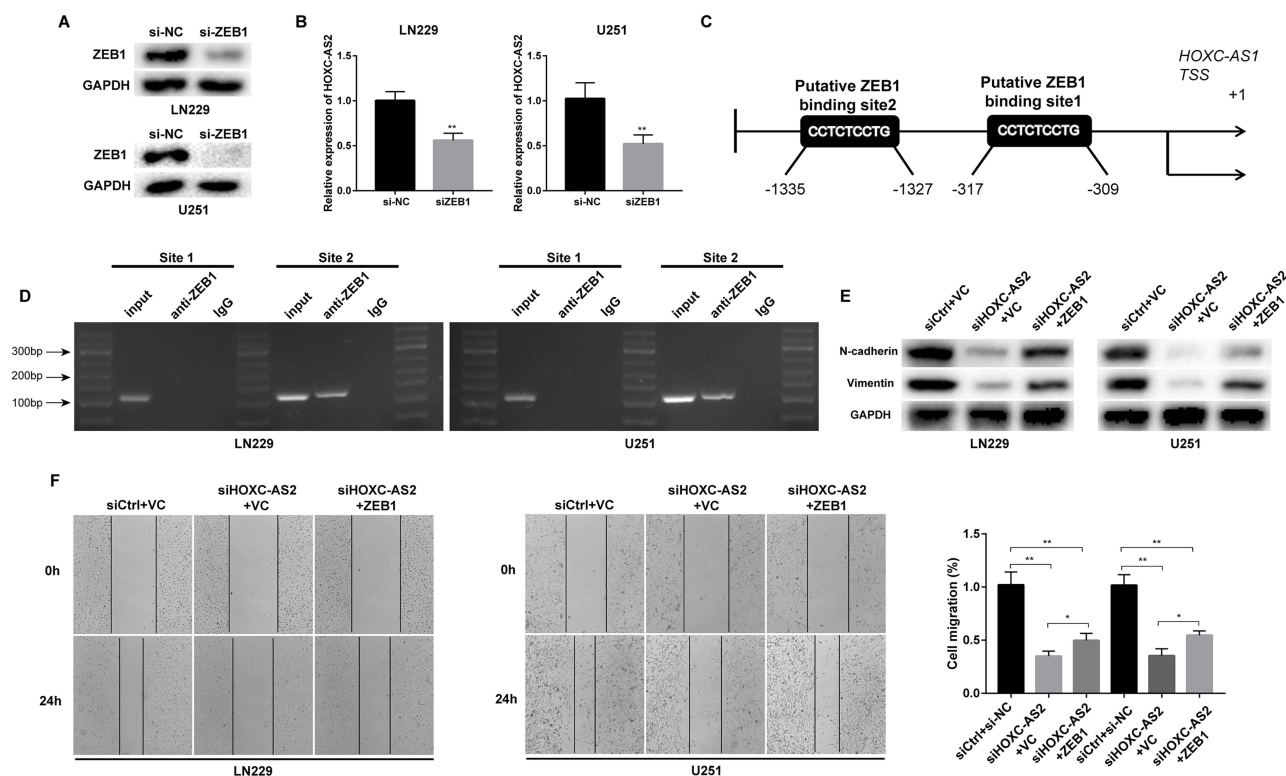 A
si-NC si-ZEB1
ZEB1
GAPDH
LN229
si-NC si-ZEB1
ZEB1
GAPDH
U251
B
LN229
Relative expression of HOXC-AS2
1.5
1.0
0.5
0.0
**
si-NC siZEB1
U251
Relative expression of HOXC-AS2
1.5
1.0
0.5
0.0
**
si-NC siZEB1
C
HOXC-AS1
TSS
+1
Putative ZEB1
binding site2
CCTCTCCTG
Putative ZEB1
binding site1
CCTCTCCTG
-1335 -1327 -317 -309
D
Site 1 Site 2 Site 1 Site 2
input anti-ZEB1 IgG input anti-ZEB1 IgG input anti-ZEB1 IgG input anti-ZEB1 IgG
300bp
200bp
100bp
LN229 U251
E
siCtrl+VC
siHOXC-AS2
+VC
siHOXC-AS2
+ZEB1
siCtrl+VC
siHOXC-AS2
+VC
siHOXC-AS2
+ZEB1
N-cadherin
Vimentin
GAPDH
LN229 U251
F
siCtrl+VC
siHOXC-AS2
+VC
siHOXC-AS2
+ZEB1
0h
24h
LN229
siCtrl+VC
siHOXC-AS2
+VC
siHOXC-AS2
+ZEB1
0h
24h
U251
Cell migration (%)
1.5
1.0
0.5
0.0
** **
** **
* *
siCtrl+si-NC
siHOXC-AS2
+VC
siHOXC-AS2
+ZEB1
siCtrl+si-NC
siHOXC-AS2
+VC
siHOXC-AS2
+ZEB1